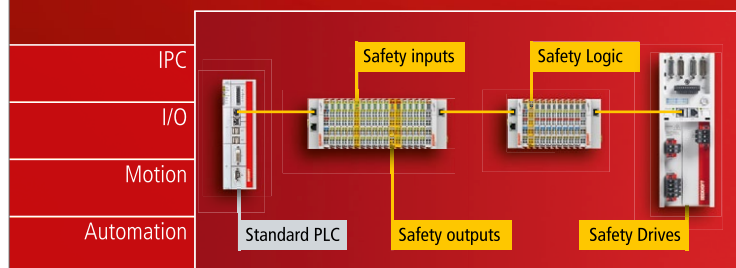 IPC
I/O
Motion
Automation
Safety inputs
Safety Logic
Standard PLC
Safety outputs
Safety Drives